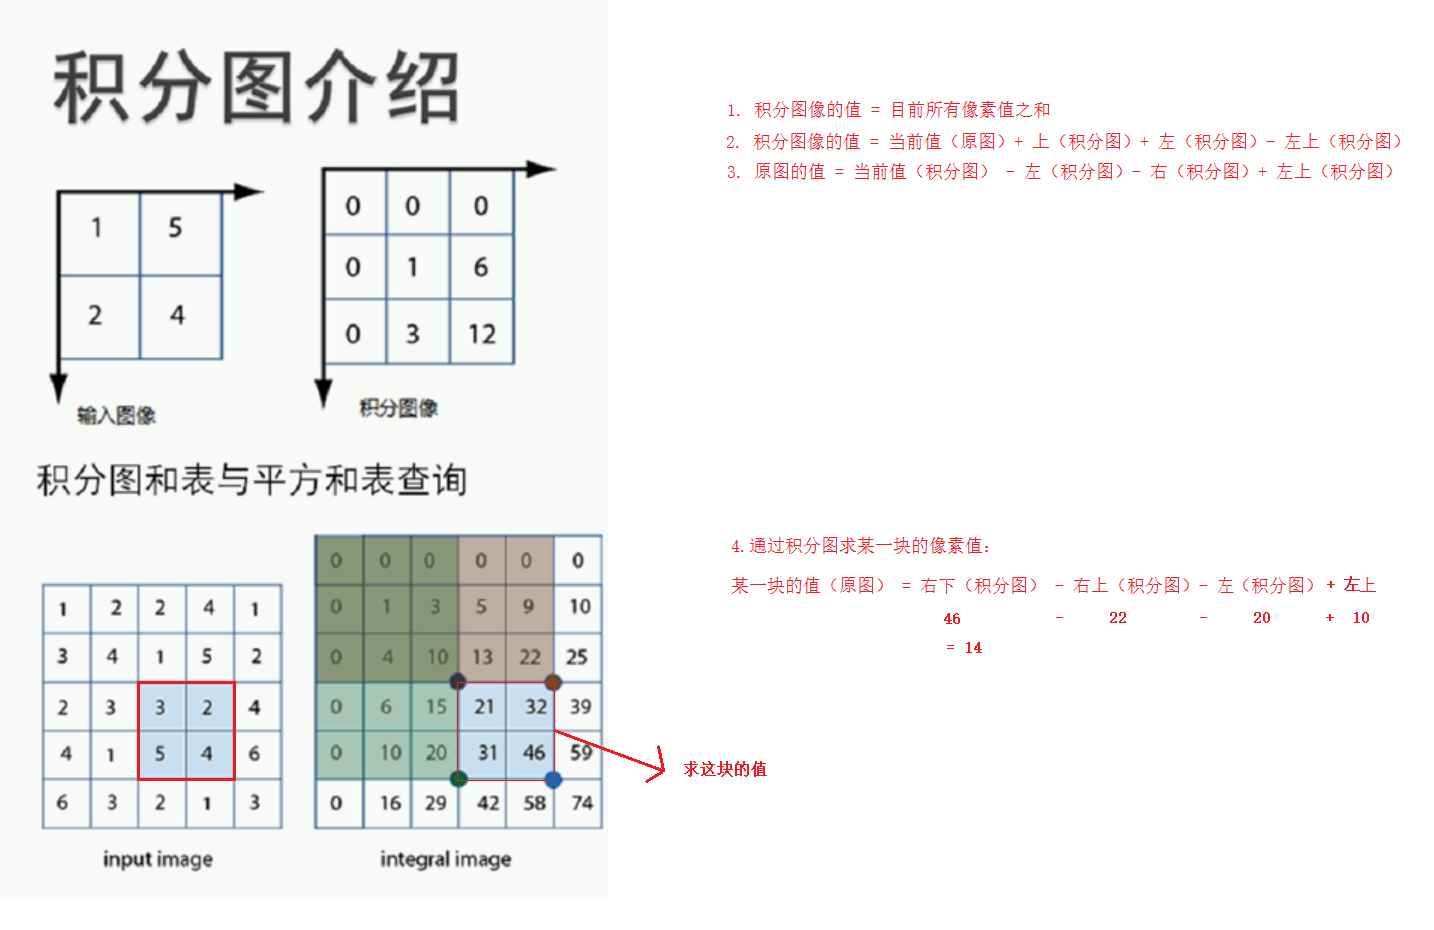 积分图介绍
1. 积分图像的值 = 目前所有像素值之和
2. 积分图像的值 = 当前值（原图）+ 上（积分图）+ 左（积分图）- 左上（积分图）
3. 原图的值 = 当前值（积分图） - 左（积分图）- 右（积分图）+ 左上（积分图）
1 5
2 4
输入图像
0 0 0
0 1 6
0 3 12
积分图像
积分图和表与平方和表查询
1 2 2 4 1
3 4 1 5 2
2 3 3 2 4
4 1 5 4 6
6 3 2 1 3
input image
0 0 0 0 0 0
0 1 3 5 9 10
0 4 10 13 22 25
0 6 15 21 32 39
0 10 20 31 46 59
0 16 29 42 58 74
integral image
4.通过积分图求某一块的像素值：
某一块的值（原图） = 右下（积分图） - 右上（积分图）- 左（积分图）+ 左上
46 - 22 - 20 + 10
= 14
求这块的值